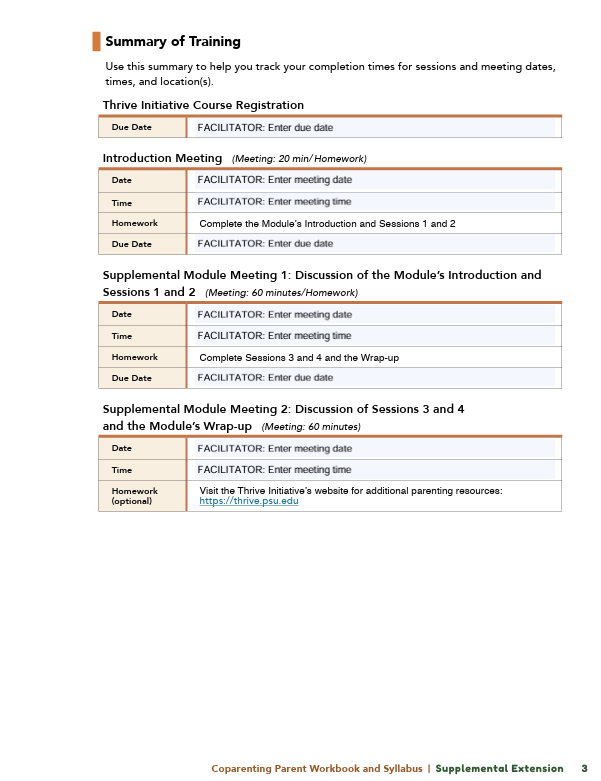 Summary of Training
Use this summary to help you track your completion times for sessions and meeting dates,
times, and location(s).
Thrive Initiative Course Registration
Due Date FACILITATOR: Enter due date
Introduction Meeting (Meeting: 20 min/Homework)
Date FACILITATOR: Enter meeting date
Time FACILITATOR: Enter meeting time
Homework Complete the Module's Introduction and Sessions 1 and 2
Due Date FACILITATOR: Enter due date
Supplemental Module Meeting 1: Discussion of the Module's Introduction and
Sessions 1 and 2 (Meeting: 60 minutes/Homework)
Date FACILITATOR: Enter meeting date
Time FACILITATOR: Enter meeting time
Homework Complete Sessions 3 and 4 and the Wrap-up
Due Date FACILITATOR: Enter due date
Supplemental Module Meeting 2: Discussion of Sessions 3 and 4
and the Module's Wrap-up (Meeting: 60 minutes)
Date FACILITATOR: Enter meeting date
Time FACILITATOR: Enter meeting time
Homework Visit the Thrive Initiative's website for additional parenting resources:
(optional) https://thrive.psu.edu
Coparenting Parent Workbook and Syllabus | Supplemental Extension 3